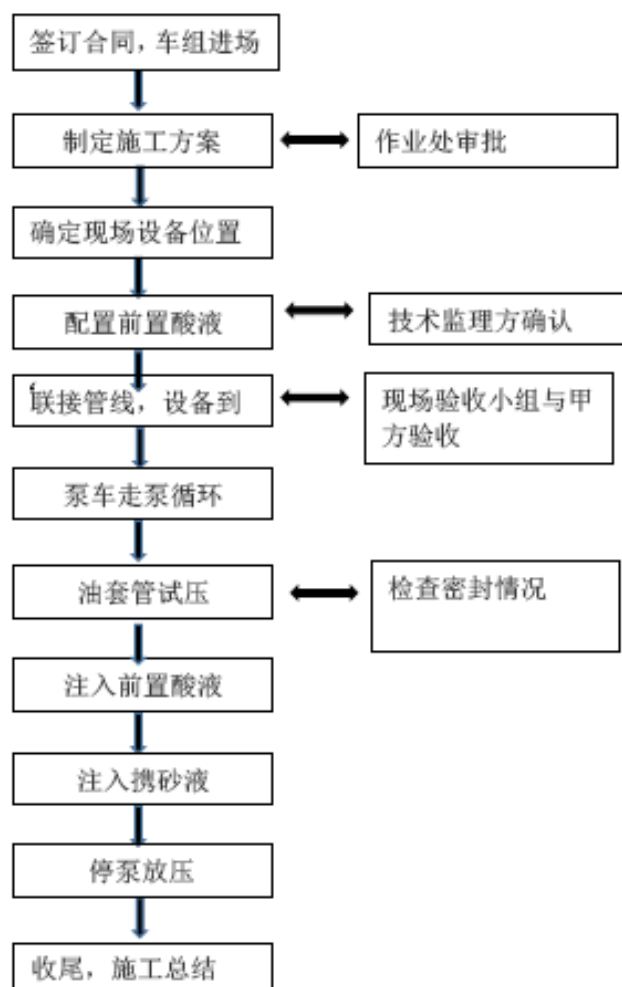 签订合同，车组进场
制定施工方案
作业处审批
确定现场设备位置
配置前置酸液
技术监理方确认
联接管线，设备到
现场验收小组与甲
方验收
泵车走泵循环
油套管试压
检查密封情况
注入前置酸液
注入携砂液
停泵放压
收尾，施工总结